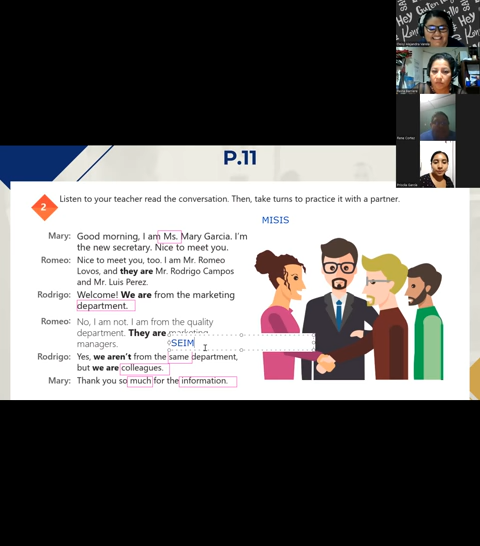 P.11
2 Listen to your teacher read the conversation. Then, take turns to practice it with a partner.
MISIS
Mary: Good morning, I am Ms. Mary Garcia. I'm
the new secretary. Nice to meet you.
Romeo: Nice to meet you, too. I am Mr. Romeo
Lovos, and they are Mr. Rodrigo Campos
and Mr. Luis Perez.
Rodrigo: Welcome! We are from the marketing
department.
Romeo: No, I am not. I am from the quality
department. They are marketing
managers.
SEIM
Rodrigo: Yes, we aren't from the same department,
but we are colleagues.
Mary: Thank you so much for the information.